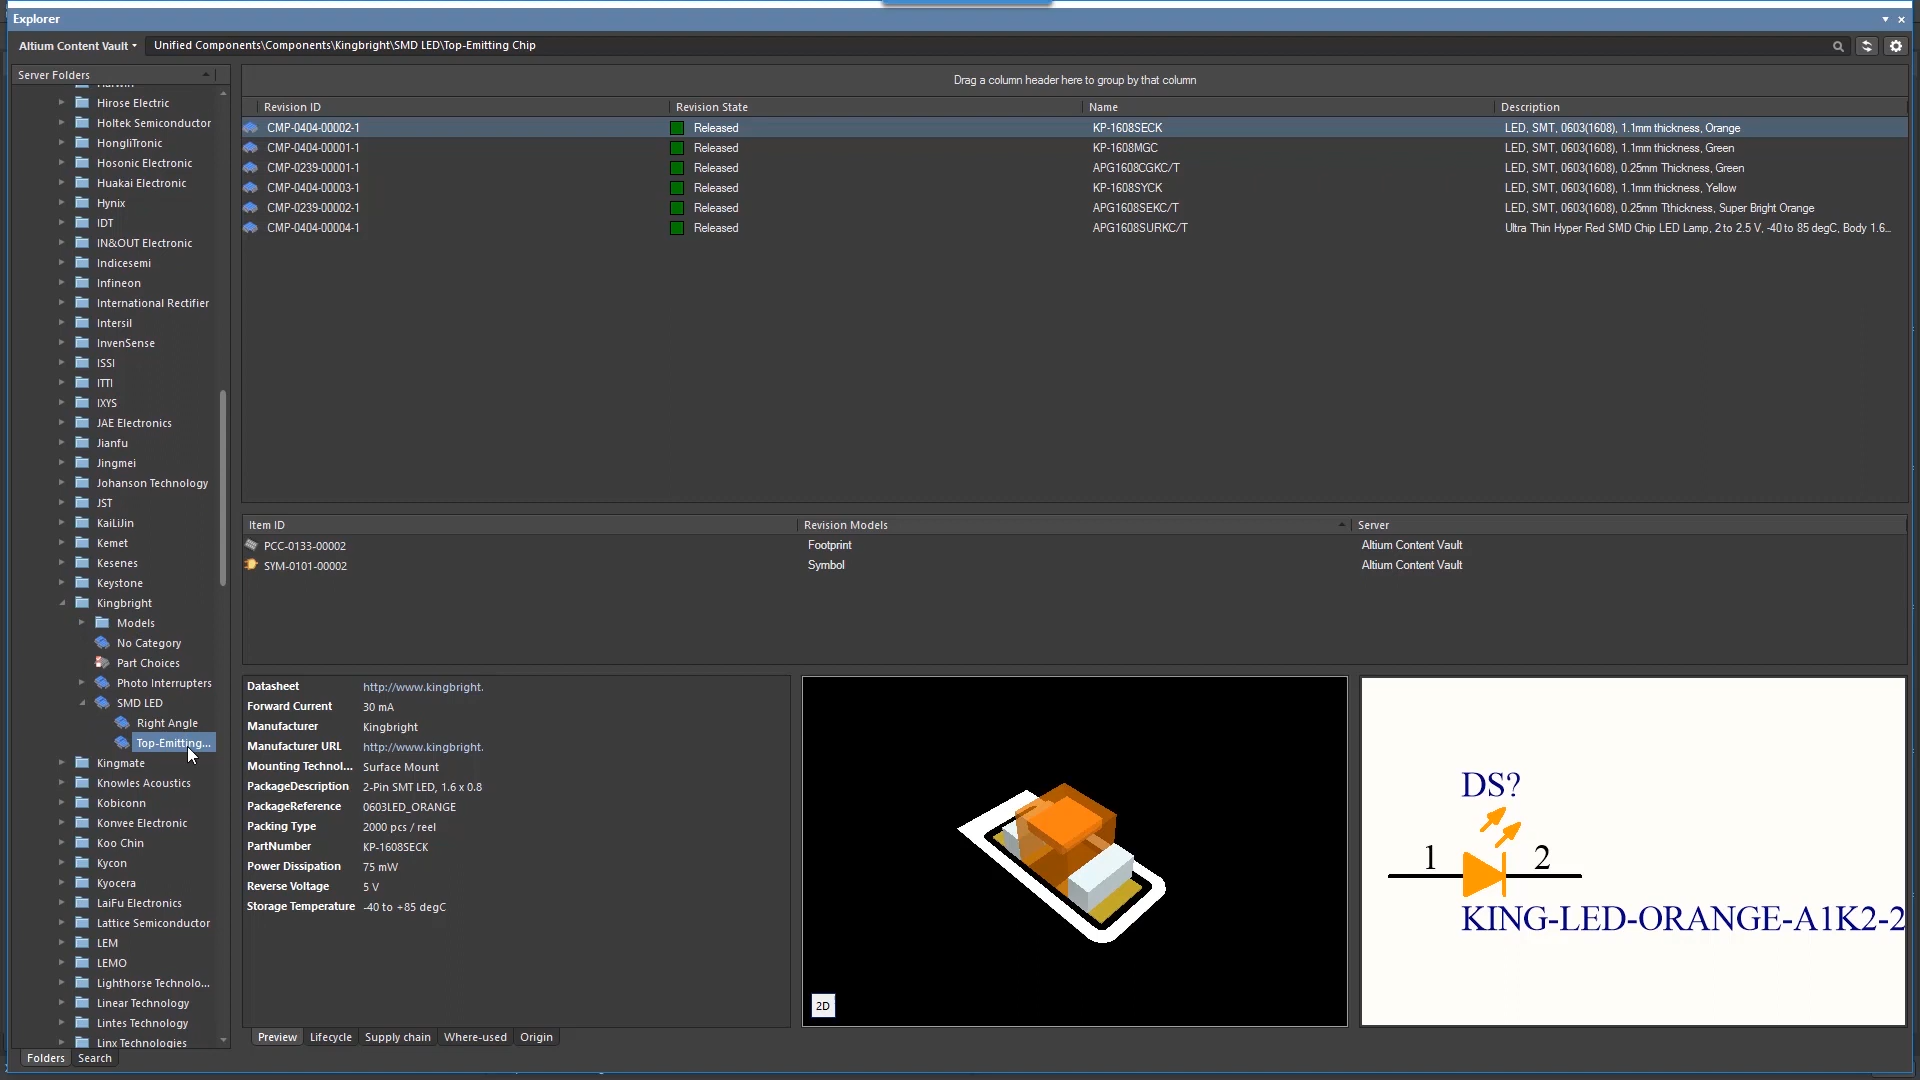 Explorer
Altium Content Vault
Unified Components\Components\Kingbright\SMD LED\Top-Emitting Chip
Server Folders
Harwin
Hirose Electric
Holtek Semiconductor
HongliTronic
Hosonic Electronic
Huakai Electronic
Hynix
IDT
IN&OUT Electronic
Indicesemi
Infineon
International Rectifier
Intersil
InvenSense
ISSI
ITTI
IXYS
JAE Electronics
Jianfu
Jingmei
Johanson Technology
JST
KaiLiJin
Kemet
Kesenes
Keystone
Kingbright
Models
No Category
Part Choices
Photo Interrupters
SMD LED
Right Angle
Top-Emitting...
Kingmate
Knowles Acoustics
Kobiconn
Konvee Electronic
Koo Chin
Kycon
Kyocera
LaiFu Electronics
Lattice Semiconductor
LEM
LEMO
Lighthorse Technolo...
Linear Technology
Lintes Technology
Linx Technologies
Folders Search
Drag a column header here to group by that column
Revision ID Revision State Name Description
CMP-0404-00002-1 Released KP-1608SECK LED, SMT, 0603(1608), 1.1mm thickness, Orange
CMP-0404-00001-1 Released KP-1608MGC LED, SMT, 0603(1608), 1.1mm thickness, Green
CMP-0239-00001-1 Released APG1608CGKC/T LED, SMT, 0603(1608), 0.25mm Thickness, Green
CMP-0404-00003-1 Released KP-1608SYCK LED, SMT, 0603(1608), 1.1mm thickness, Yellow
CMP-0239-00002-1 Released APG1608SEKC/T LED, SMT, 0603(1608), 0.25mm Tthickness, Super Bright Orange
CMP-0404-00004-1 Released APG1608SURKC/T Ultra Thin Hyper Red SMD Chip LED Lamp, 2 to 2.5 V, -40 to 85 degC, Body 1.6...
Item ID Revision Models Server
PCC-0133-00002 Footprint Altium Content Vault
SYM-0101-00002 Symbol Altium Content Vault
Datasheet http://www.kingbright.
Forward Current 30 mA
Manufacturer Kingbright
Manufacturer URL http://www.kingbright.
Mounting Technol... Surface Mount
PackageDescription 2-Pin SMT LED, 1.6 x 0.8
PackageReference 0603LED_ORANGE
Packing Type 2000 pcs / reel
PartNumber KP-1608SECK
Power Dissipation 75 mW
Reverse Voltage 5 V
Storage Temperature -40 to +85 degC
Preview Lifecycle Supply chain Where-used Origin
2D
DS?
1 2
KING-LED-ORANGE-A1K2-2